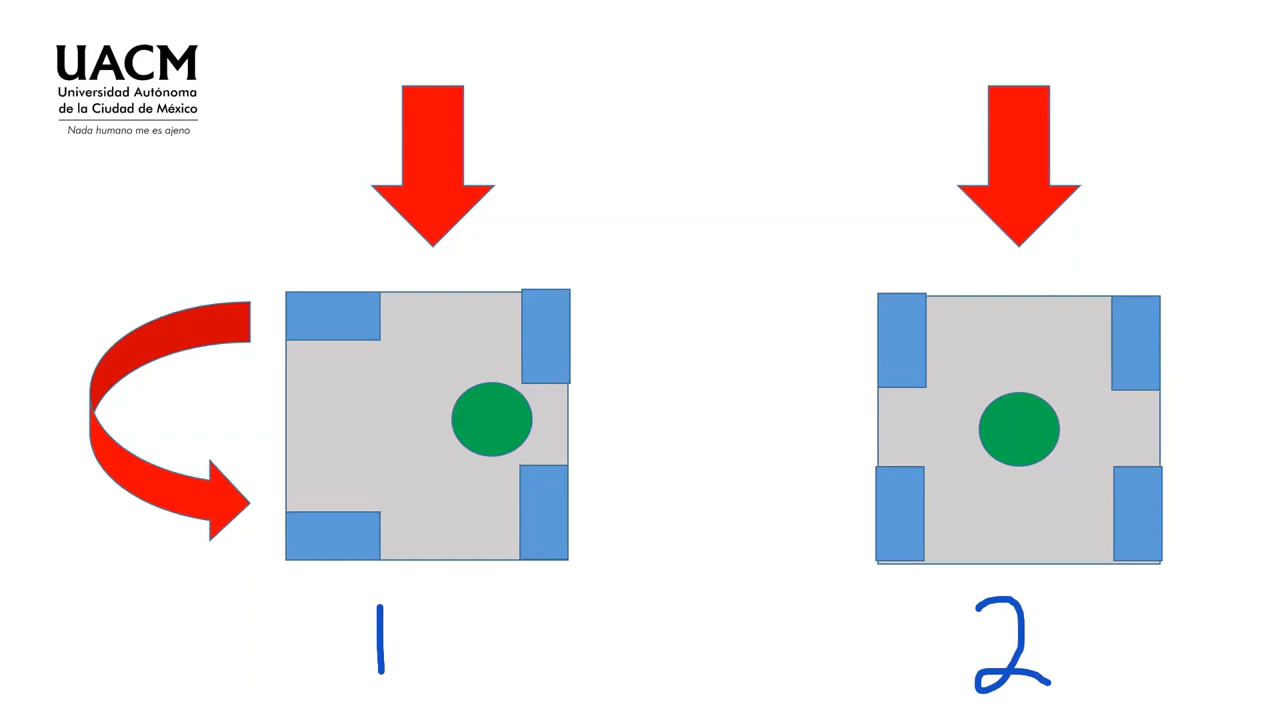 UACM
Universidad Autónoma
de la Ciudad de México
Nada humano me es ajeno
1
2